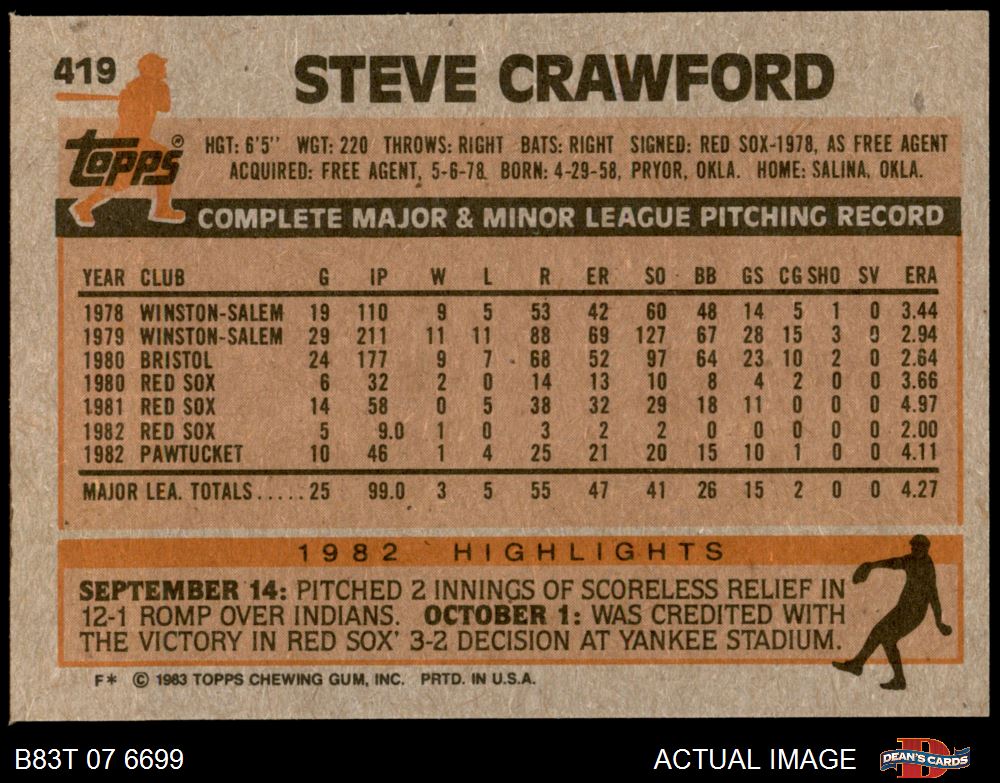 419
STEVE CRAWFORD
Topps®
HGT: 6'5" WGT: 220 THROWS: RIGHT BATS: RIGHT SIGNED: RED SOX-1978, AS FREE AGENT
ACQUIRED: FREE AGENT, 5-6-78. BORN: 4-29-58, PRYOR, OKLA. HOME: SALINA, OKLA.
COMPLETE MAJOR & MINOR LEAGUE PITCHING RECORD
YEAR CLUB G IP W L R ER SO BB GS CG SHO SV ERA
1978 WINSTON-SALEM 19 110 9 5 53 42 60 48 14 5 1 0 3.44
1979 WINSTON-SALEM 29 211 11 11 88 69 127 67 28 15 3 0 2.94
1980 BRISTOL 24 177 9 7 68 52 97 64 23 10 2 0 2.64
1980 RED SOX 6 32 2 0 14 13 10 8 4 2 0 0 3.66
1981 RED SOX 14 58 0 5 38 32 29 18 11 0 0 0 4.97
1982 RED SOX 5 9.0 1 0 3 2 2 0 0 0 0 0 2.00
1982 PAWTUCKET 10 46 1 4 25 21 20 15 10 1 0 0 4.11
MAJOR LEA. TOTALS.....25 99.0 3 5 55 47 41 26 15 2 0 0 4.27
1982 HIGHLIGHTS
SEPTEMBER 14: PITCHED 2 INNINGS OF SCORELESS RELIEF IN
12-1 ROMP OVER INDIANS. OCTOBER 1: WAS CREDITED WITH
THE VICTORY IN RED SOX' 3-2 DECISION AT YANKEE STADIUM.
F* © 1983 TOPPS CHEWING GUM, INC. PRTD. IN U.S.A.
B83T 07 6699
ACTUAL IMAGE
DEAN'S CARDS